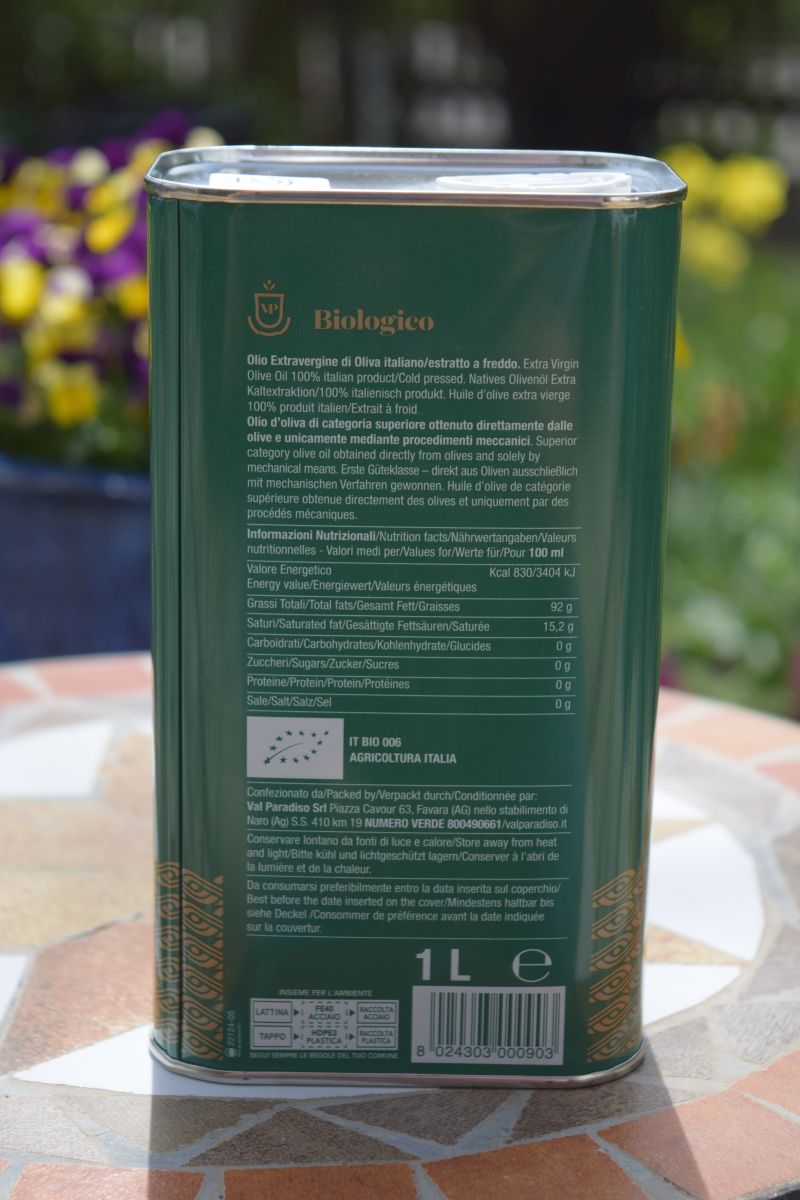 VP
Biologico
Olio Extravergine di Oliva italiano/estratto a freddo. Extra Virgin
Olive Oil 100% italian product/Cold pressed. Natives Olivenöl Extra
Kaltextraktion/100% italienisch produkt. Huile d'olive extra vierge
100% produit italien/Extrait à froid.
Olio d'oliva di categoria superiore ottenuto direttamente dalle
olive e unicamente mediante procedimenti meccanici. Superior
category olive oil obtained directly from olives and solely by
mechanical means. Erste Güteklasse – direkt aus Oliven ausschließlich
mit mechanischen Verfahren gewonnen. Huile d'olive de catégorie
supérieure obtenue directement des olives et uniquement par des
procédés mécaniques.
Informazioni Nutrizionali/Nutrition facts/Nährwertangaben/Valeurs
nutritionnelles - Valori medi per/Values for/Werte für/Pour 100 ml
Valore Energetico Kcal 830/3404 kJ
Energy value/Energiewert/Valeurs énergétiques
Grassi Totali/Total fats/Gesamt Fett/Graisses 92 g
Saturi/Saturated fat/Gesättigte Fettsäuren/Saturée 15,2 g
Carboidrati/Carbohydrates/Kohlenhydrate/Glucides 0 g
Zuccheri/Sugars/Zucker/Sucres 0 g
Proteine/Protein/Protein/Protéines 0 g
Sale/Salt/Salz/Sel 0 g
IT BIO 006
AGRICOLTURA ITALIA
Confezionato da/Packed by/Verpackt durch/Conditionnée par:
Val Paradiso Srl Piazza Cavour 63, Favara (AG) nello stabilimento di
Naro (Ag) S.S. 410 km 19 NUMERO VERDE 800490661/valparadiso.it
Conservare lontano da fonti di luce e calore/Store away from heat
and light/Bitte kühl und lichtgeschützt lagern/Conserver à l'abri de
la lumière et de la chaleur.
Da consumarsi preferibilmente entro la data inserita sul coperchio/
Best before the date inserted on the cover/Mindestens haltbar bis
siehe Deckel /Consommer de préférence avant la date indiquée
sur la couvertur.
1 L e
INSIEME PER L'AMBIENTE
LATTINA FE40 ACCIAIO RACCOLTA ACCIAIO
TAPPO HDPE2 PLASTICA RACCOLTA PLASTICA
SEGUI SEMPRE LE REGOLE DEL TUO COMUNE
22124-05
8 024303 000903